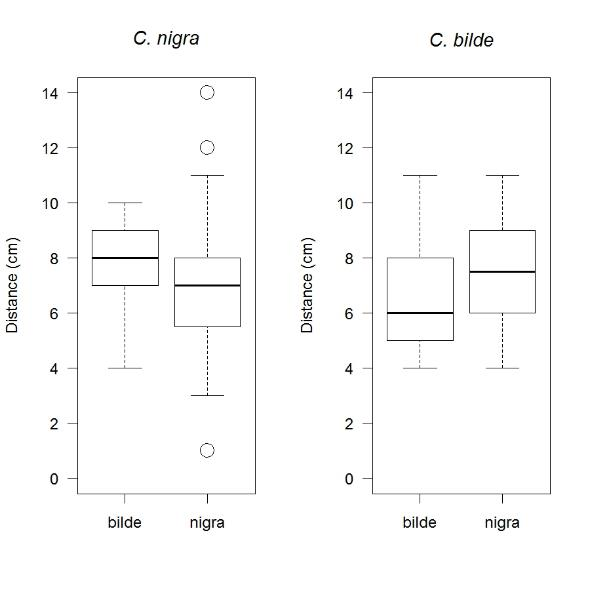 C. nigra
14
12
10
8
6
4
2
0
Distance (cm)
bilde nigra
C. bilde
14
12
10
8
6
4
2
0
Distance (cm)
bilde nigra